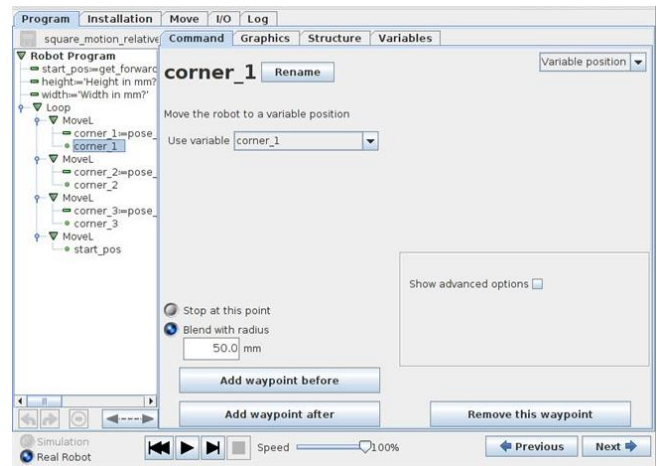 Program Installation Move I/O Log
square_motion_relative
Command Graphics Structure Variables
Robot Program
start_pos≔get_forward
height≔'Height in mm?
width≔'Width in mm?'
Loop
MoveL
corner_1≔pose_
corner_1
MoveL
corner_2≔pose_
corner_2
MoveL
corner_3≔pose_
corner_3
MoveL
start_pos
Variable position
corner_1 Rename
Move the robot to a variable position
Use variable corner_1
Show advanced options
Stop at this point
Blend with radius
50.0 mm
Add waypoint before
Add waypoint after
Remove this waypoint
Simulation
Real Robot
Speed 100%
Previous Next